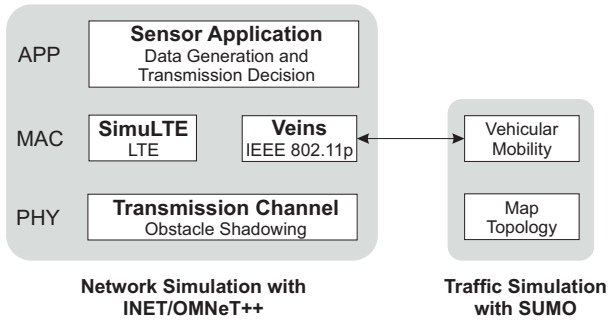 APP
Sensor Application
Data Generation and
Transmission Decision
MAC
SimuLTE
LTE
Veins
IEEE 802.11p
Vehicular
Mobility
PHY
Transmission Channel
Obstacle Shadowing
Map
Topology
Network Simulation with
INET/OMNeT++
Traffic Simulation
with SUMO